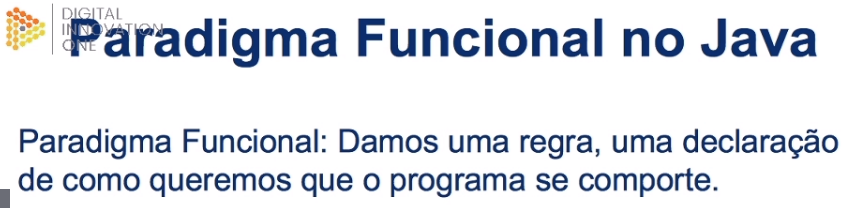 DIGITAL
INNOVATION
ONE
Paradigma Funcional no Java
Paradigma Funcional: Damos uma regra, uma declaração
de como queremos que o programa se comporte.